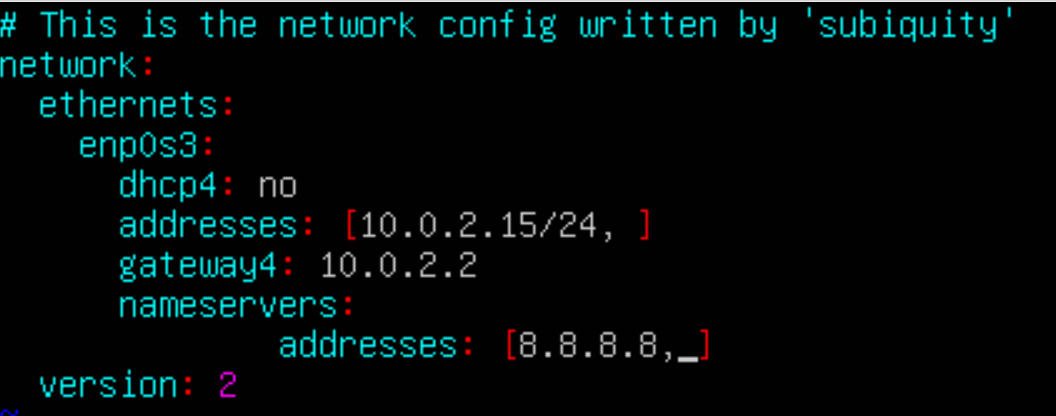 # This is the network config written by 'subiquity'
network:
  ethernets:
    enp0s3:
      dhcp4: no
      addresses: [10.0.2.15/24, ]
      gateway4: 10.0.2.2
      nameservers:
              addresses: [8.8.8.8,_]
  version: 2
~